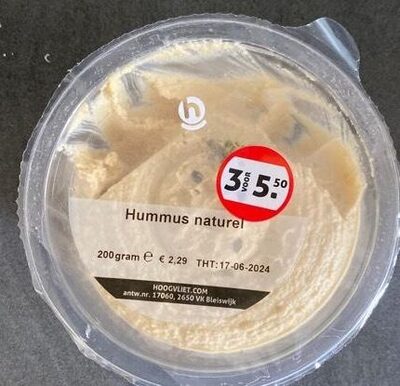 h
3 VOOR 5.50
Hummus naturel
200gram e € 2,29 THT:17-06-2024
HOOGVLIET.COM
antw.nr. 17060, 2650 VK Bleiswijk